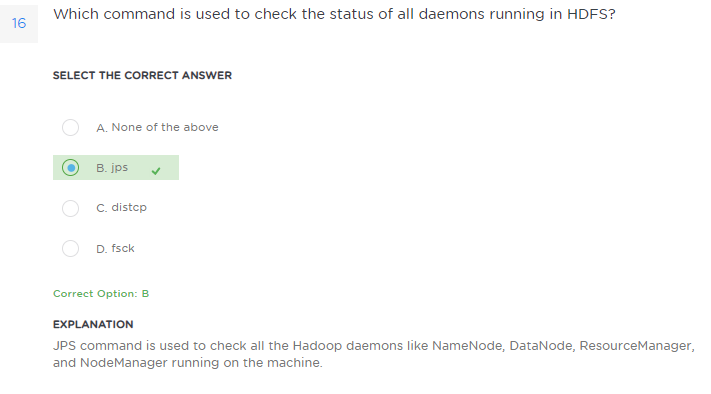 16
Which command is used to check the status of all daemons running in HDFS?
SELECT THE CORRECT ANSWER
A. None of the above
B. jps
C. distcp
D. fsck
Correct Option: B
EXPLANATION
JPS command is used to check all the Hadoop daemons like NameNode, DataNode, ResourceManager,
and NodeManager running on the machine.